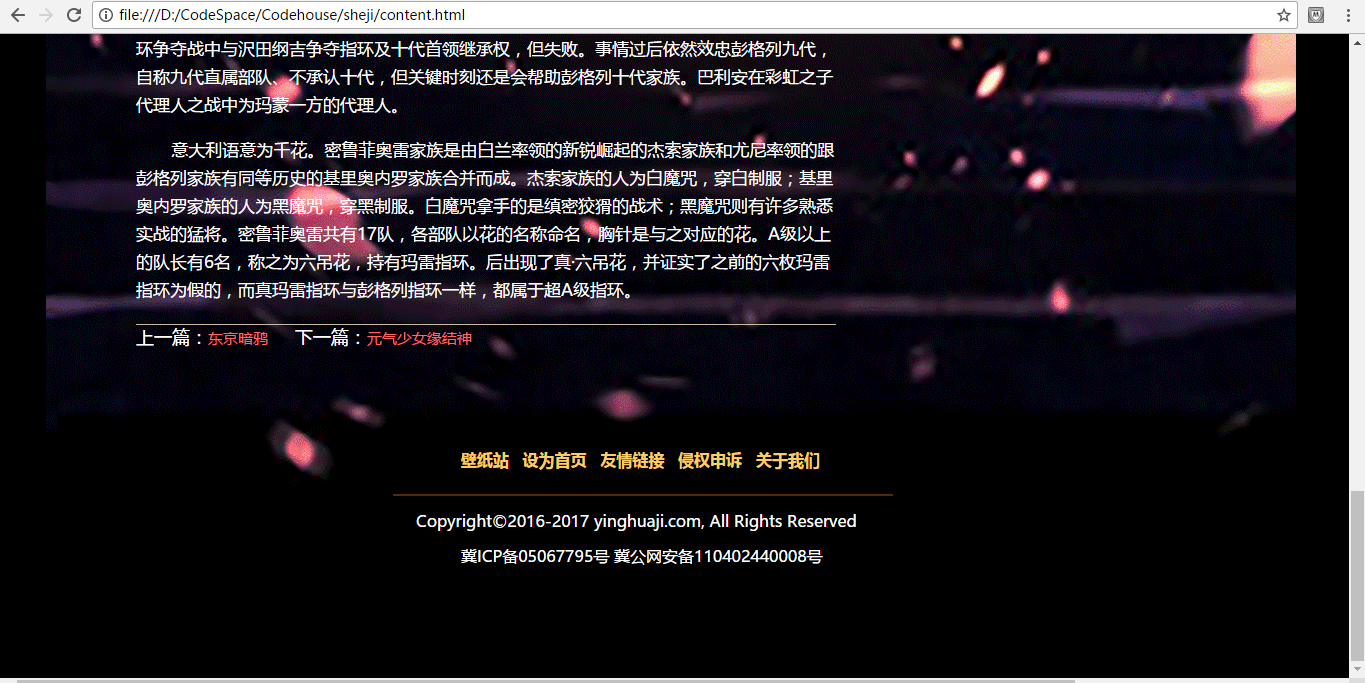 file:///D:/CodeSpace/Codehouse/sheji/content.html
环争夺战中与沢田纲吉争夺指环及十代首领继承权，但失败。事情过后依然效忠彭格列九代，
自称九代直属部队、不承认十代，但关键时刻还是会帮助彭格列十代家族。巴利安在彩虹之子
代理人之战中为玛蒙一方的代理人。
意大利语意为千花。密鲁菲奥雷家族是由白兰率领的新锐崛起的杰索家族和尤尼率领的跟
彭格列家族有同等历史的基里奥内罗家族合并而成。杰索家族的人为白魔咒，穿白制服；基里
奥内罗家族的人为黑魔咒，穿黑制服。白魔咒拿手的是缜密狡猾的战术；黑魔咒则有许多熟悉
实战的猛将。密鲁菲奥雷共有17队，各部队以花的名称命名，胸针是与之对应的花。A级以上
的队长有6名，称之为六吊花，持有玛雷指环。后出现了真·六吊花，并证实了之前的六枚玛雷
指环为假的，而真玛雷指环与彭格列指环一样，都属于超A级指环。
上一篇：东京暗鸦 下一篇：元气少女缘结神
壁纸站 设为首页 友情链接 侵权申诉 关于我们
Copyright©2016-2017 yinghuaji.com, All Rights Reserved
冀ICP备05067795号 冀公网安备110402440008号